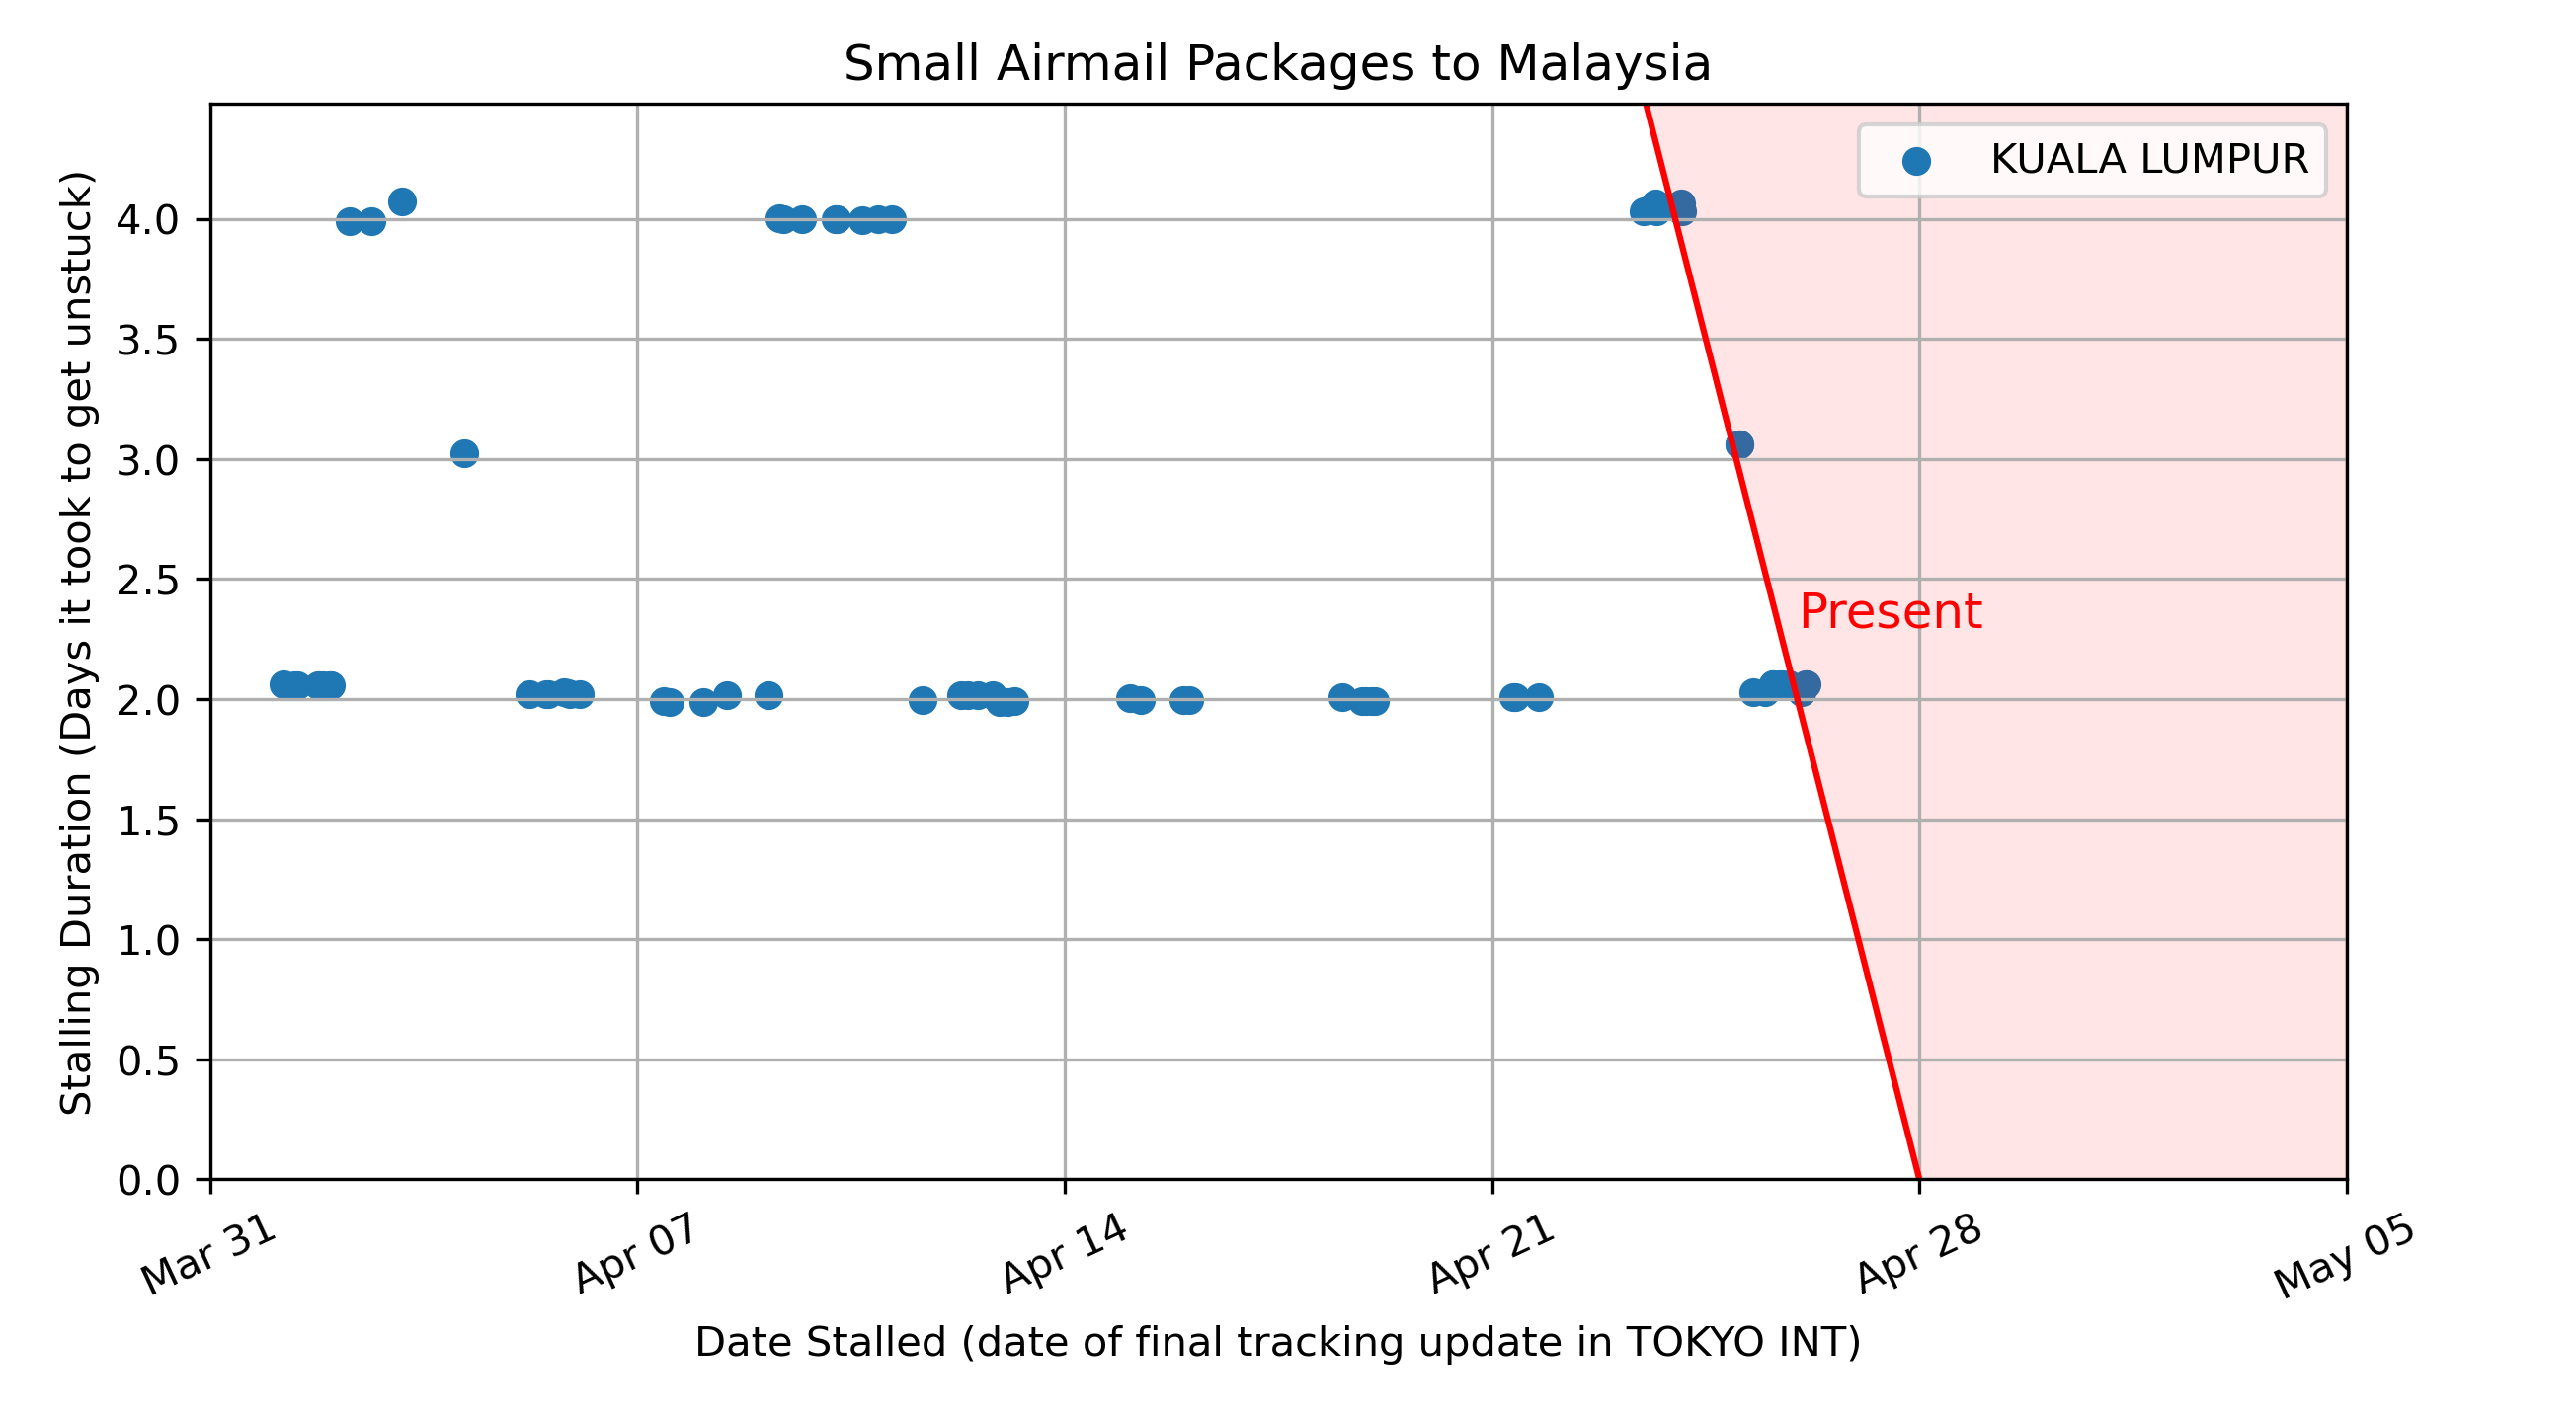 Small Airmail Packages to Malaysia
KUALA LUMPUR
Stalling Duration (Days it took to get unstuck)
4.0
3.5
3.0
2.5
2.0
1.5
1.0
0.5
0.0
Present
Mar 31
Apr 07
Apr 14
Apr 21
Apr 28
May 05
Date Stalled (date of final tracking update in TOKYO INT)